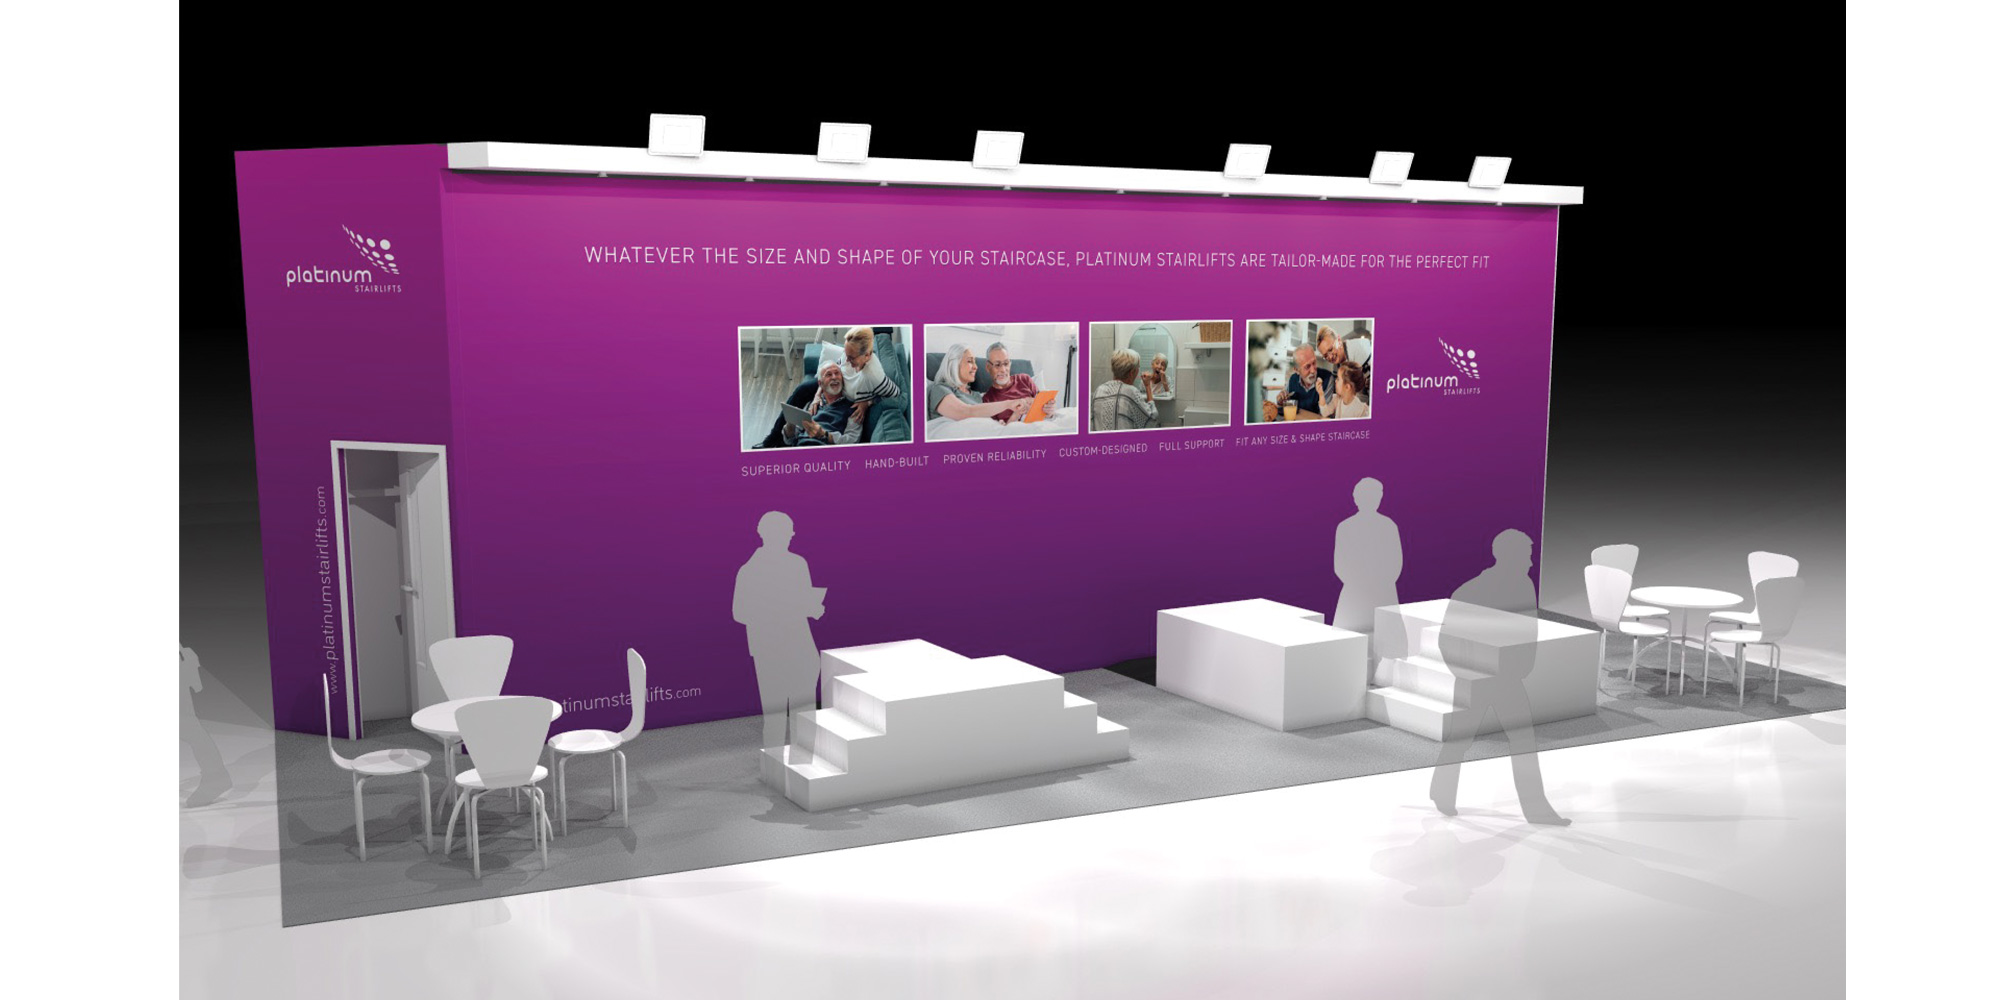 platinum
STAIRLIFTS
www.platinumstairlifts.com
WHATEVER THE SIZE AND SHAPE OF YOUR STAIRCASE, PLATINUM STAIRLIFTS ARE TAILOR-MADE FOR THE PERFECT FIT
SUPERIOR QUALITY HAND-BUILT PROVEN RELIABILITY CUSTOM-DESIGNED FULL SUPPORT FIT ANY SIZE & SHAPE STAIRCASE
platinum
STAIRLIFTS
tinumstairlifts.com